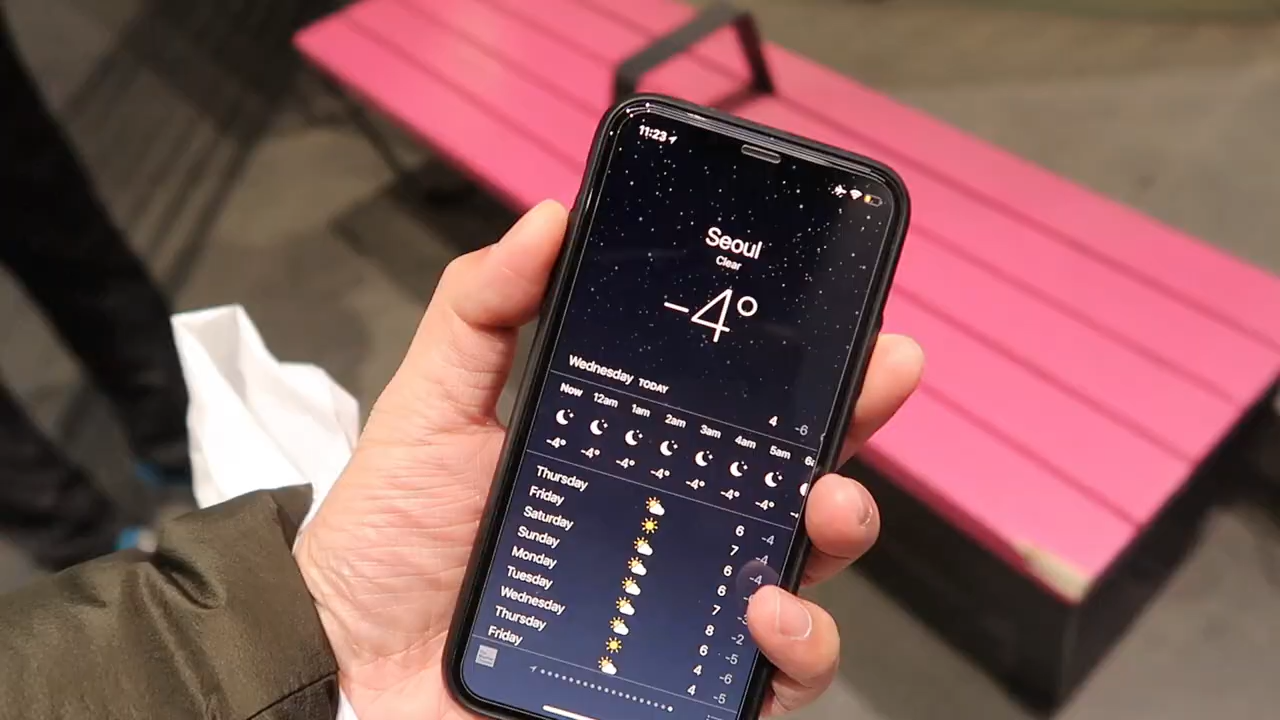 11:23
Seoul
Clear
-4°
Wednesday TODAY 4 -6
Now 12am 1am 2am 3am 4am 5am
-4° -4° -4° -4° -4° -4° -4°
Thursday 6 -4
Friday 7 -4
Saturday 6 -4
Sunday 6
Monday 7
Tuesday 8 -2
Wednesday 6 -5
Thursday 4 -6
Friday 4 -5